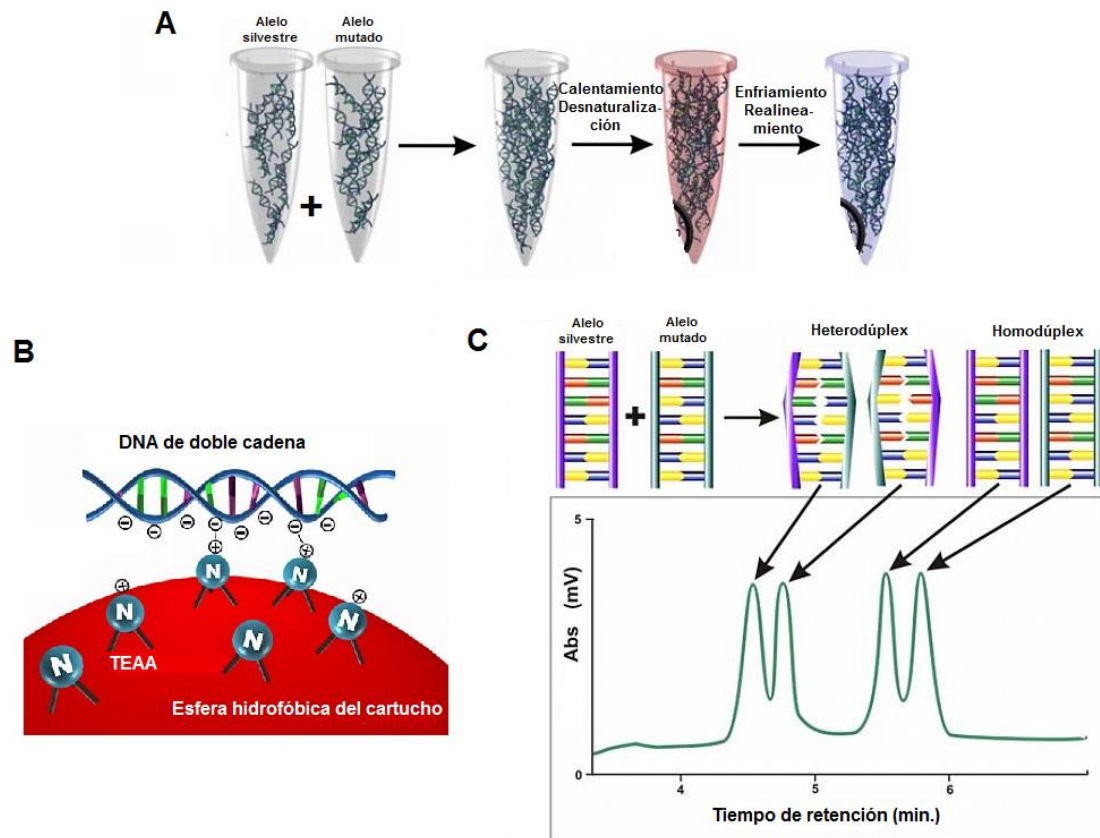 A
Alelo
silvestre
Alelo
mutado
+
Calentamiento
Desnaturaliza-
ción
Enfriamiento
Realinea-
miento
B
DNA de doble cadena
N
N
N
N
N
N
TEAA
Esfera hidrofóbica del cartucho
C
Alelo
silvestre
Alelo
mutado
+
Heterodúplex
Homodúplex
5
Abs (mV)
0
4
5
6
Tiempo de retención (min.)